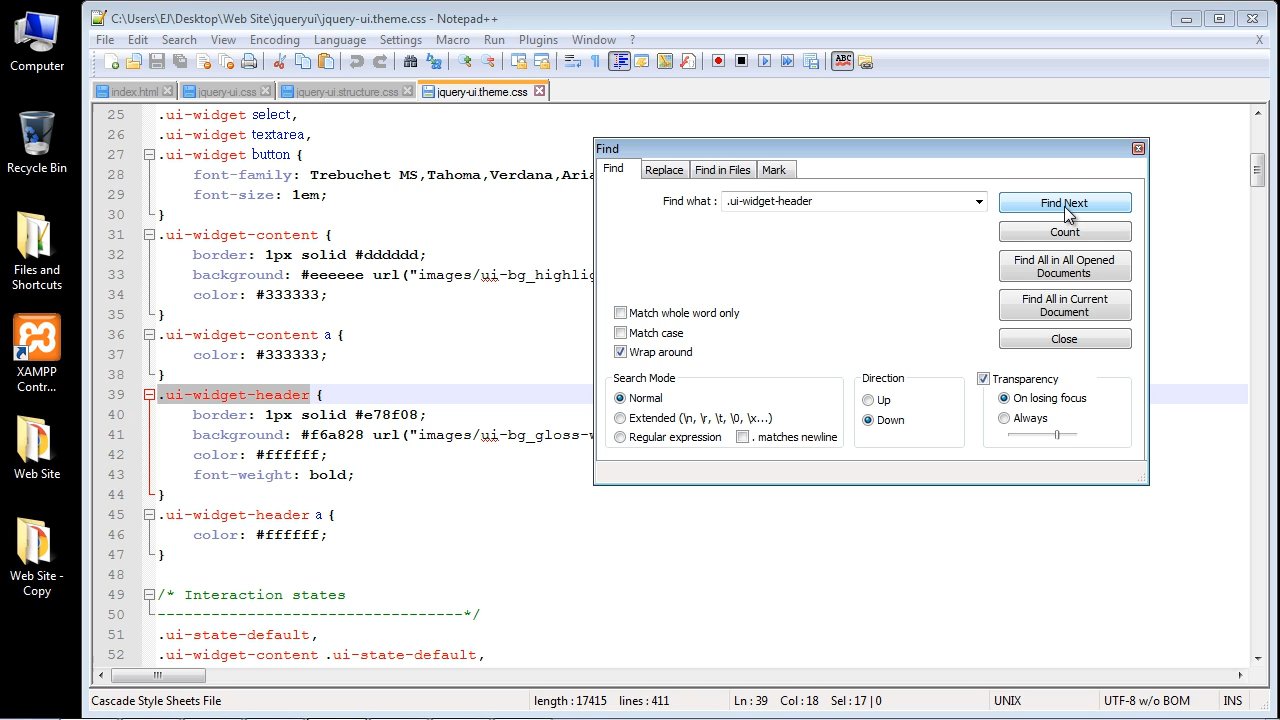 C:\Users\EJ\Desktop\Web Site\jqueryui\jquery-ui.theme.css - Notepad++
File Edit Search View Encoding Language Settings Macro Run Plugins Window ? X
index.html jquery-ui.css jquery-ui.structure.css jquery-ui.theme.css
25 .ui-widget select,
26 .ui-widget textarea,
27 .ui-widget button {
28 font-family: Trebuchet MS,Tahoma,Verdana,Aria
29 font-size: 1em;
30 }
31 .ui-widget-content {
32 border: 1px solid #dddddd;
33 background: #eeeeee url("images/ui-bg_highlig
34 color: #333333;
35 }
36 .ui-widget-content a {
37 color: #333333;
38 }
39 .ui-widget-header {
40 border: 1px solid #e78f08;
41 background: #f6a828 url("images/ui-bg_gloss-w
42 color: #ffffff;
43 font-weight: bold;
44 }
45 .ui-widget-header a {
46 color: #ffffff;
47 }
48
49 /* Interaction states
50 ----------------------------------*/
51 .ui-state-default,
52 .ui-widget-content .ui-state-default,
Find
Find Replace Find in Files Mark
Find what : .ui-widget-header
Find Next
Count
Find All in All Opened
Documents
Find All in Current
Document
Close
Match whole word only
Match case
Wrap around
Search Mode
Normal
Extended (\n, \r, \t, \0, \x...)
Regular expression . matches newline
Direction
Up
Down
Transparency
On losing focus
Always
Cascade Style Sheets File length : 17415 lines : 411 Ln : 39 Col : 18 Sel : 17 | 0 UNIX UTF-8 w/o BOM INS
Computer
Recycle Bin
Files and
Shortcuts
XAMPP
Contr...
Web Site
Web Site -
Copy
ABC